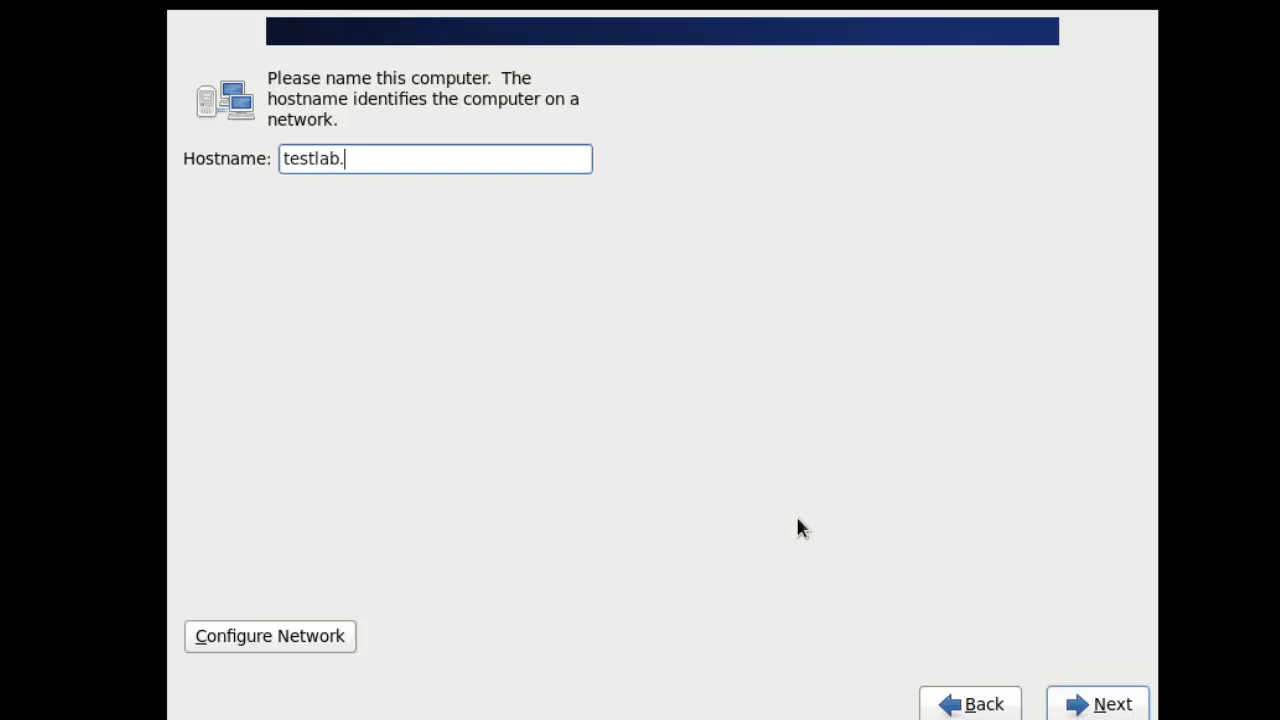 Please name this computer.  The
hostname identifies the computer on a
network.
Hostname: testlab.
Configure Network
Back Next